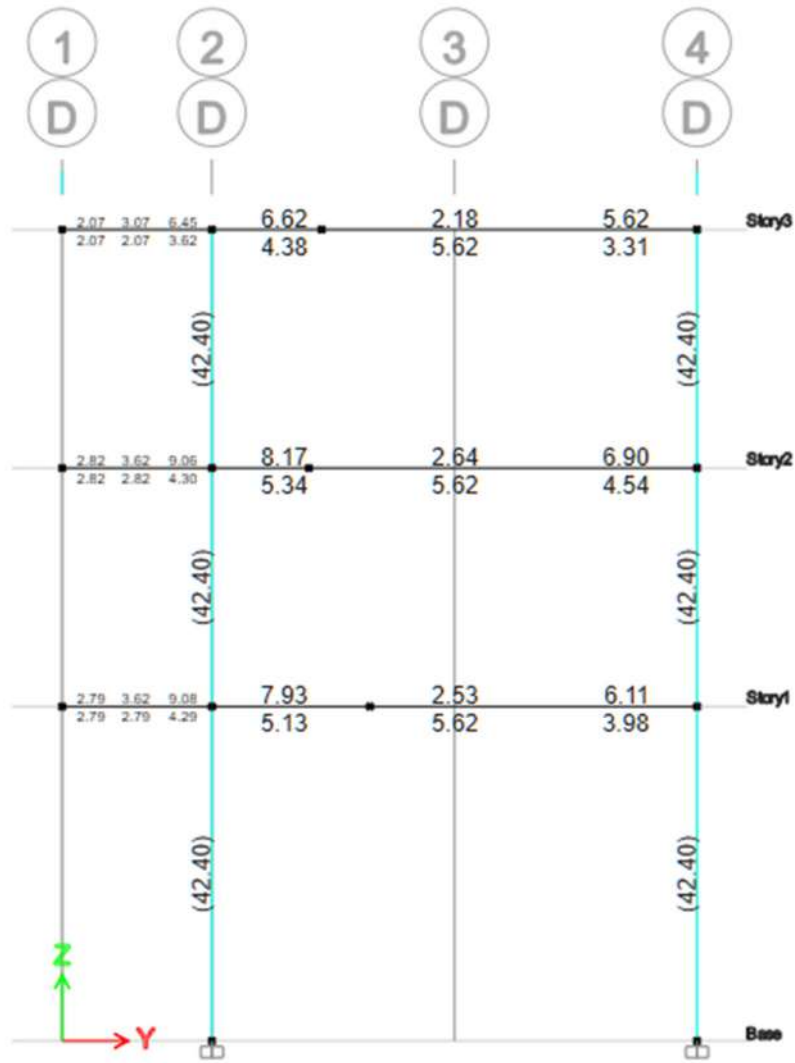 1 2 3 4
D D D D
2.07 3.07 6.45 6.62 2.18 5.62 Story3
2.07 2.07 3.62 4.38 5.62 3.31
(42.40) (42.40)
2.82 3.62 9.06 8.17 2.64 6.90 Story2
2.82 2.82 4.30 5.34 5.62 4.54
(42.40) (42.40)
2.79 3.62 9.08 7.93 2.53 6.11 Story1
2.79 2.79 4.29 5.13 5.62 3.98
(42.40) (42.40)
Z
Y Base